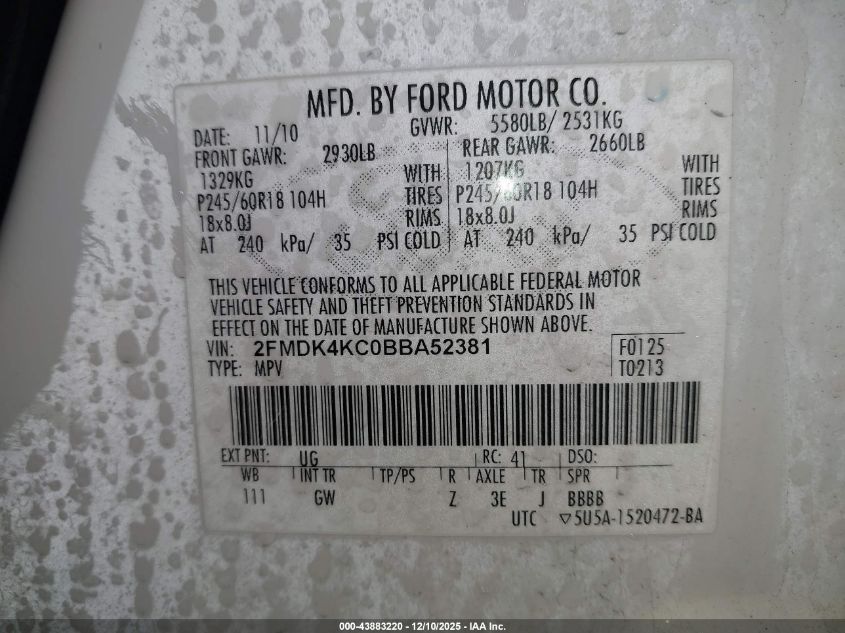 MFD. BY FORD MOTOR CO.
DATE: 11/10 GVWR: 5580LB/ 2531KG
FRONT GAWR: 2930LB REAR GAWR: 2660LB
1329KG WITH 1207KG WITH
P245/60R18 104H TIRES P245/60R18 104H TIRES
18x8.0J RIMS 18x8.0J RIMS
AT 240 kPa/ 35 PSI COLD AT 240 kPa/ 35 PSI COLD
THIS VEHICLE CONFORMS TO ALL APPLICABLE FEDERAL MOTOR
VEHICLE SAFETY AND THEFT PREVENTION STANDARDS IN
EFFECT ON THE DATE OF MANUFACTURE SHOWN ABOVE.
VIN: 2FMDK4KC0BBA52381 F0125
TYPE: MPV T0213
EXT PNT: UG RC: 41 DSO:
WB INT TR TP/PS R AXLE TR SPR
111 GW Z 3E J BBBB
UTC ▽5U5A-1520472-BA
000-43883220 - 12/10/2025 - IAA Inc.